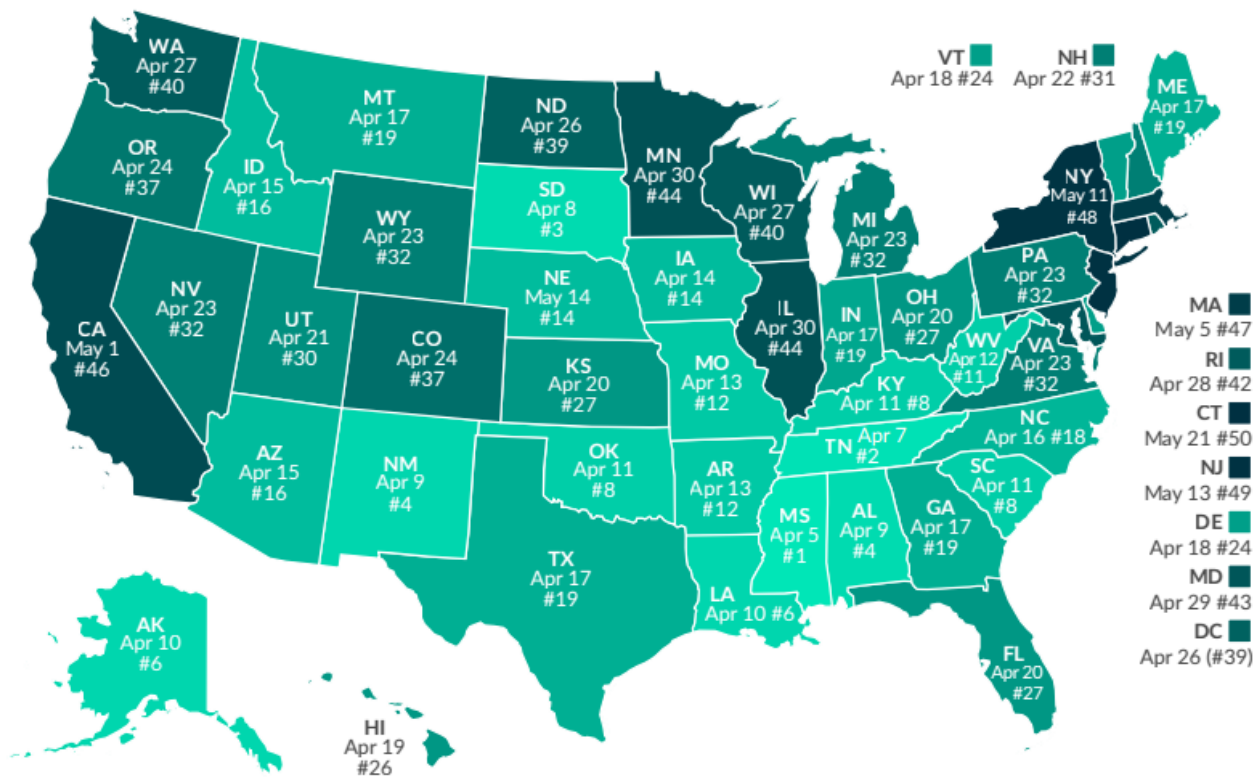 WA
Apr 27
#40
MT
Apr 17
#19
ND
Apr 26
#39
MN
Apr 30
#44
VT
Apr 18 #24
NH
Apr 22 #31
ME
Apr 17
#19
OR
Apr 24
#37
ID
Apr 15
#16
WY
Apr 23
#32
SD
Apr 8
#3
WI
Apr 27
#40
MI
Apr 23
#32
NY
May 11
#48
NV
Apr 23
#32
UT
Apr 21
#30
CO
Apr 24
#37
NE
May 14
#14
IA
Apr 14
#14
IL
Apr 30
#44
IN
Apr 17
#19
OH
Apr 20
#27
PA
Apr 23
#32
CA
May 1
#46
KS
Apr 20
#27
MO
Apr 13
#12
KY
Apr 11 #8
WV
Apr 12
#11
VA
Apr 23
#32
MA
May 5 #47
RI
Apr 28 #42
CT
May 21 #50
NJ
May 13 #49
DE
Apr 18 #24
MD
Apr 29 #43
DC
Apr 26 (#39)
AZ
Apr 15
#16
NM
Apr 9
#4
OK
Apr 11
#8
AR
Apr 13
#12
TN Apr 7
#2
NC
Apr 16 #18
SC
Apr 11
#8
TX
Apr 17
#19
LA
Apr 10 #6
MS
Apr 5
#1
AL
Apr 9
#4
GA
Apr 17
#19
FL
Apr 20
#27
AK
Apr 10
#6
HI
Apr 19
#26